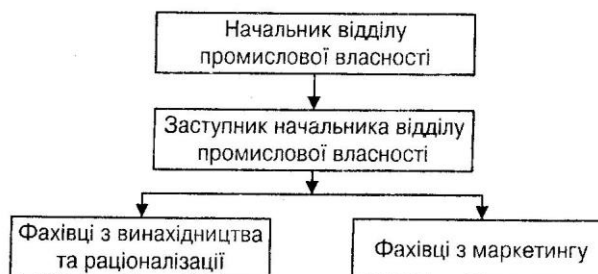 Начальник відділу
промислової власності
Заступник начальника відділу
промислової власності
Фахівці з винахідництва
та раціоналізації
Фахівці з маркетингу